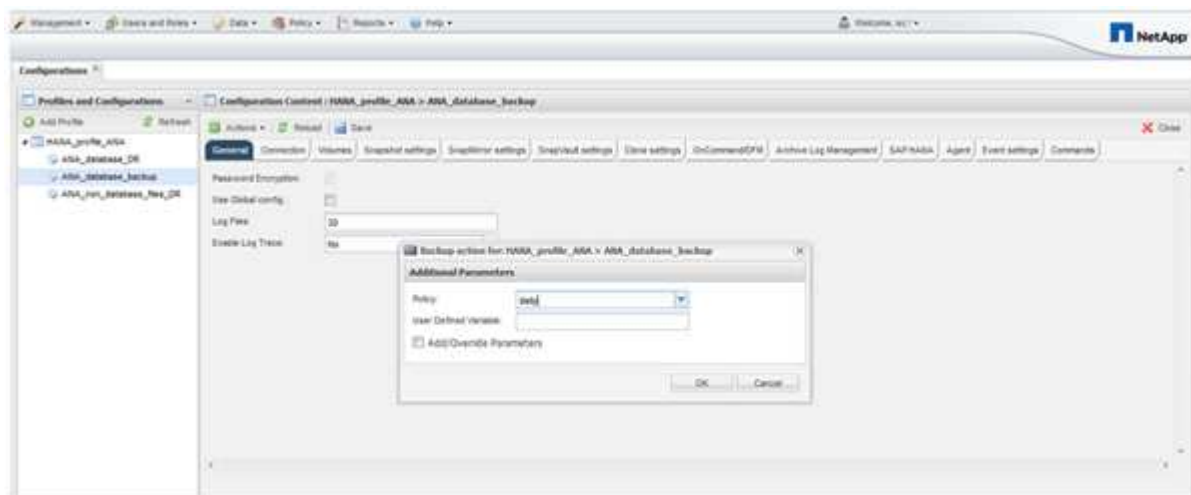 Management Users and Roles Data Policy Reports Help Welcome,
NetApp
Configurations
Profiles and Configurations Configuration Content : HANA_profile_ANA > ANA_database_backup
Add Profile Refresh Actions Reload Save Close
HANA_profile_ANA
General Connection Volumes Snapshot settings SnapMirror settings SnapVault settings Clone settings OnCommand/DFM Archive Log Management SAP HANA Agent Event settings Commands
ANA_database_DR
ANA_database_backup
ANA_non_database_files_DR
Password Encryption:
Use Global config:
Log Files: 30
Enable Log Trace: No
Backup action for: HANA_profile_ANA > ANA_database_backup
Additional Parameters
Policy:
User Defined Variable:
Add/Override Parameters
OK Cancel